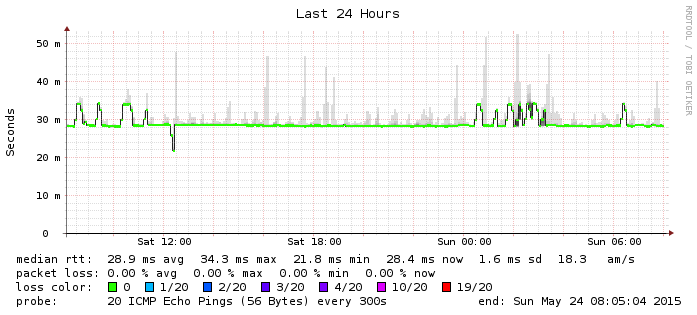 Last 24 Hours
RRDTOOL / TOBI OETIKER
Seconds
50 m
40 m
30 m
20 m
10 m
0
Sat 12:00 Sat 18:00 Sun 00:00 Sun 06:00
median rtt: 28.9 ms avg 34.3 ms max 21.8 ms min 28.4 ms now 1.6 ms sd 18.3 am/s
packet loss: 0.00 % avg 0.00 % max 0.00 % min 0.00 % now
loss color: 0 1/20 2/20 3/20 4/20 10/20 19/20
probe: 20 ICMP Echo Pings (56 Bytes) every 300s end: Sun May 24 08:05:04 2015